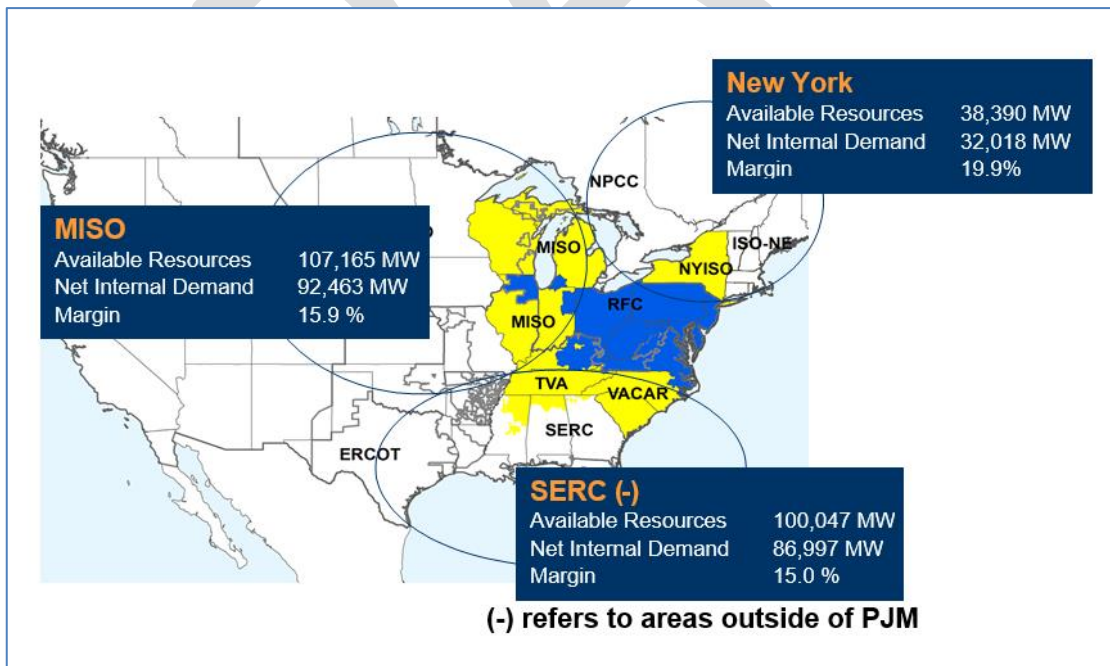 New York
Available Resources 38,390 MW
Net Internal Demand 32,018 MW
Margin 19.9%
NPCC
MISO
Available Resources 107,165 MW
Net Internal Demand 92,463 MW
Margin 15.9 %
MISO
ISO-NE
NYISO
RFC
MISO
TVA
VACAR
SERC
ERCOT
SERC (-)
Available Resources 100,047 MW
Net Internal Demand 86,997 MW
Margin 15.0 %
(-) refers to areas outside of PJM